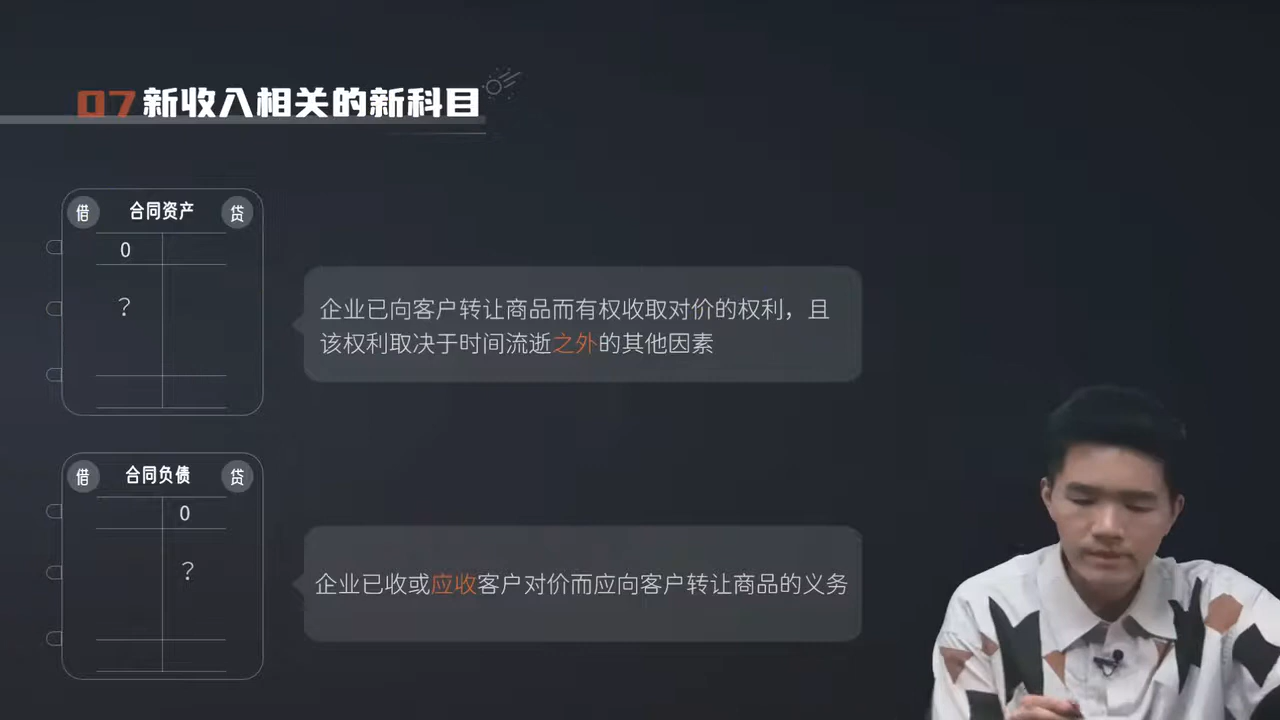 07 新收入相关的新科目
借 合同资产 贷
0
?
企业已向客户转让商品而有权收取对价的权利，且
该权利取决于时间流逝之外的其他因素
借 合同负债 贷
0
?
企业已收或应收客户对价而应向客户转让商品的义务